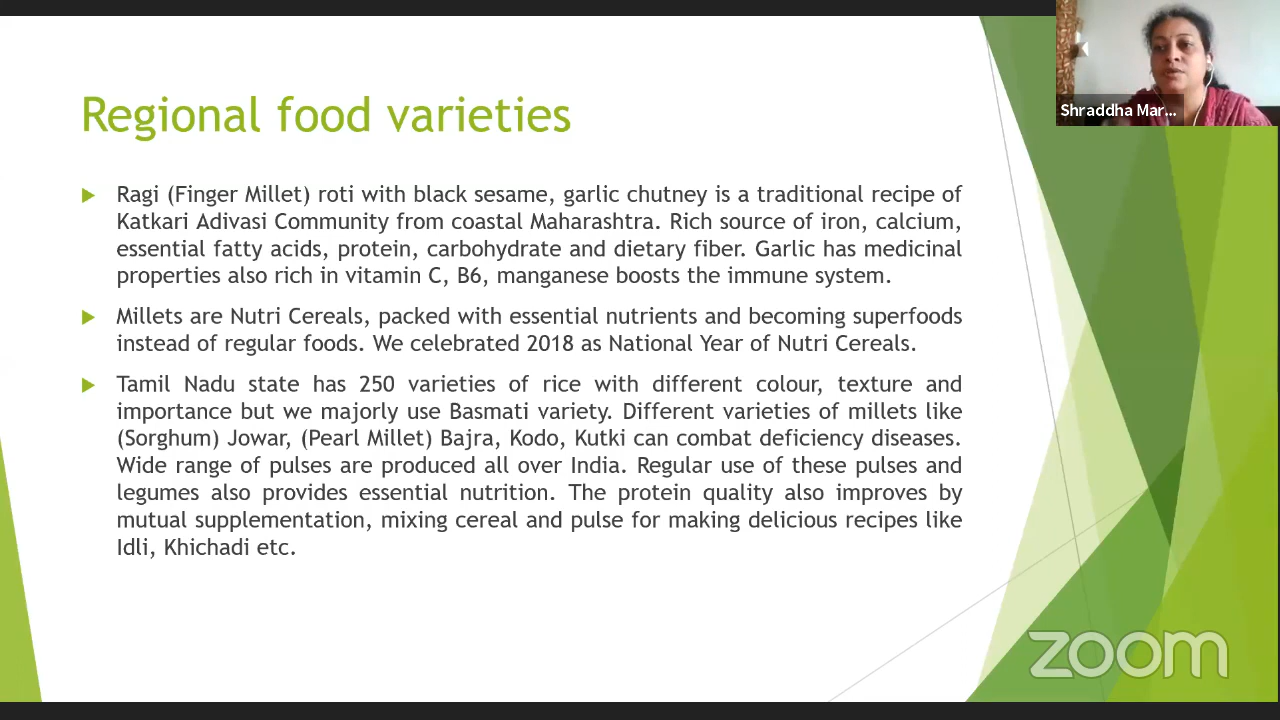 Regional food varieties
Ragi (Finger Millet) roti with black sesame, garlic chutney is a traditional recipe of
Katkari Adivasi Community from coastal Maharashtra. Rich source of iron, calcium,
essential fatty acids, protein, carbohydrate and dietary fiber. Garlic has medicinal
properties also rich in vitamin C, B6, manganese boosts the immune system.
Millets are Nutri Cereals, packed with essential nutrients and becoming superfoods
instead of regular foods. We celebrated 2018 as National Year of Nutri Cereals.
Tamil Nadu state has 250 varieties of rice with different colour, texture and
importance but we majorly use Basmati variety. Different varieties of millets like
(Sorghum) Jowar, (Pearl Millet) Bajra, Kodo, Kutki can combat deficiency diseases.
Wide range of pulses are produced all over India. Regular use of these pulses and
legumes also provides essential nutrition. The protein quality also improves by
mutual supplementation, mixing cereal and pulse for making delicious recipes like
Idli, Khichadi etc.
Shraddha Mar...
zoom